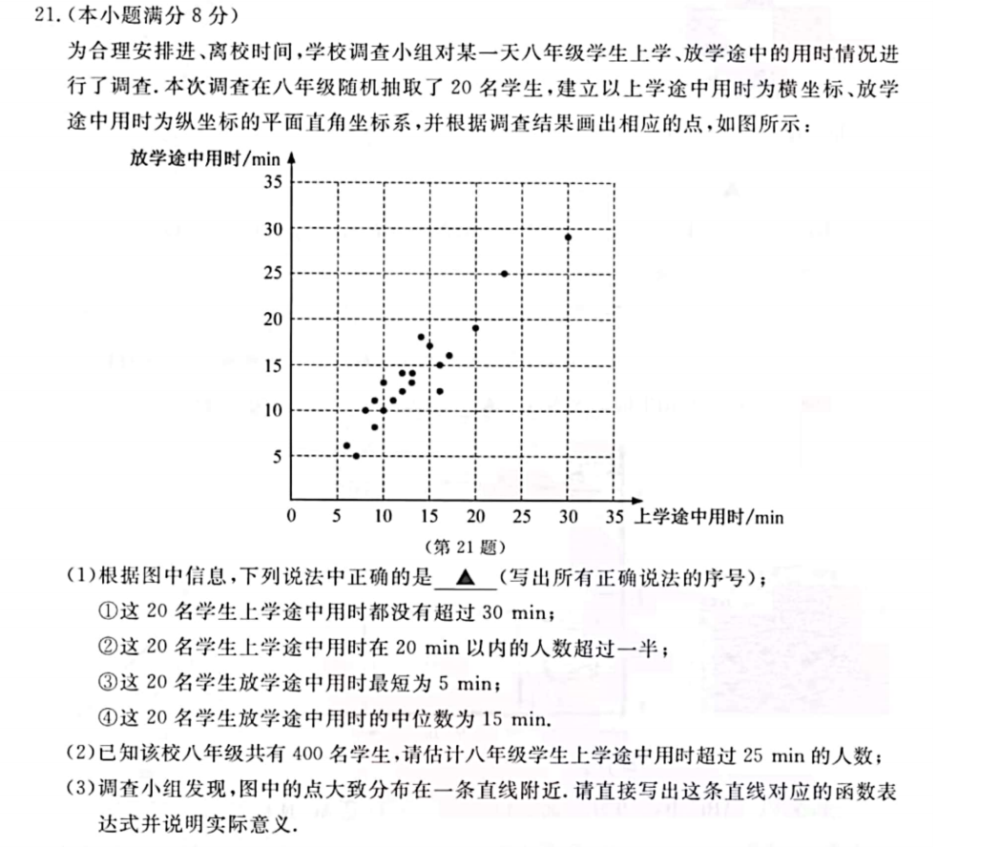 21.(本小题满分 8 分)
为合理安排进、离校时间,学校调查小组对某一天八年级学生上学、放学途中的用时情况进
行了调查.本次调查在八年级随机抽取了 20 名学生,建立以上学途中用时为横坐标、放学
途中用时为纵坐标的平面直角坐标系,并根据调查结果画出相应的点,如图所示:
放学途中用时/min
35
30
25
20
15
10
5
0 5 10 15 20 25 30 35 上学途中用时/min
(第 21 题)
(1)根据图中信息,下列说法中正确的是 ▲ (写出所有正确说法的序号);
①这 20 名学生上学途中用时都没有超过 30 min;
②这 20 名学生上学途中用时在 20 min 以内的人数超过一半;
③这 20 名学生放学途中用时最短为 5 min;
④这 20 名学生放学途中用时的中位数为 15 min.
(2)已知该校八年级共有 400 名学生,请估计八年级学生上学途中用时超过 25 min 的人数;
(3)调查小组发现,图中的点大致分布在一条直线附近.请直接写出这条直线对应的函数表
达式并说明实际意义.